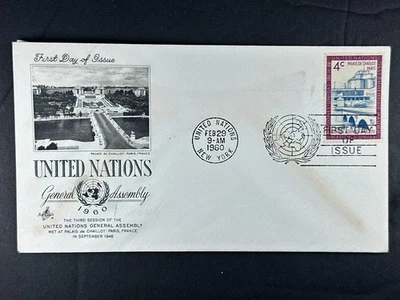 First Day of Issue
PALAIS de CHAILLOT: PARIS, FRANCE
UNITED NATIONS
General Assembly
1960
THE THIRD SESSION OF THE
UNITED NATIONS GENERAL ASSEMBLY
MET AT PALAIS de CHAILLOT: PARIS, FRANCE
IN SEPTEMBER 1948
UNITED NATIONS
FEB 29
9-AM
1960
NEW YORK
UNITED NATIONS
4c
PALAIS DE CHAILLOT
PARIS
FIRST DAY
OF
ISSUE